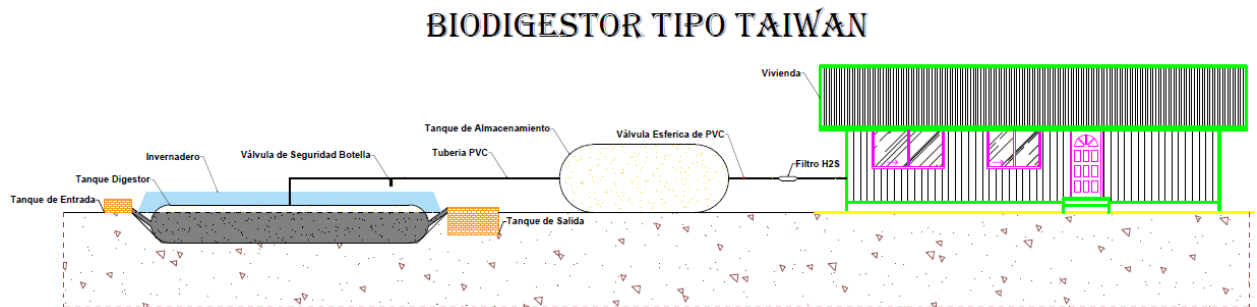 BIODIGESTOR TIPO TAIWAN
Vivienda
Tanque de Almacenamiento
Válvula Esferica de PVC
Invernadero
Válvula de Seguridad Botella
Tubería PVC
Filtro H2S
Tanque Digestor
Tanque de Entrada
Tanque de Salida